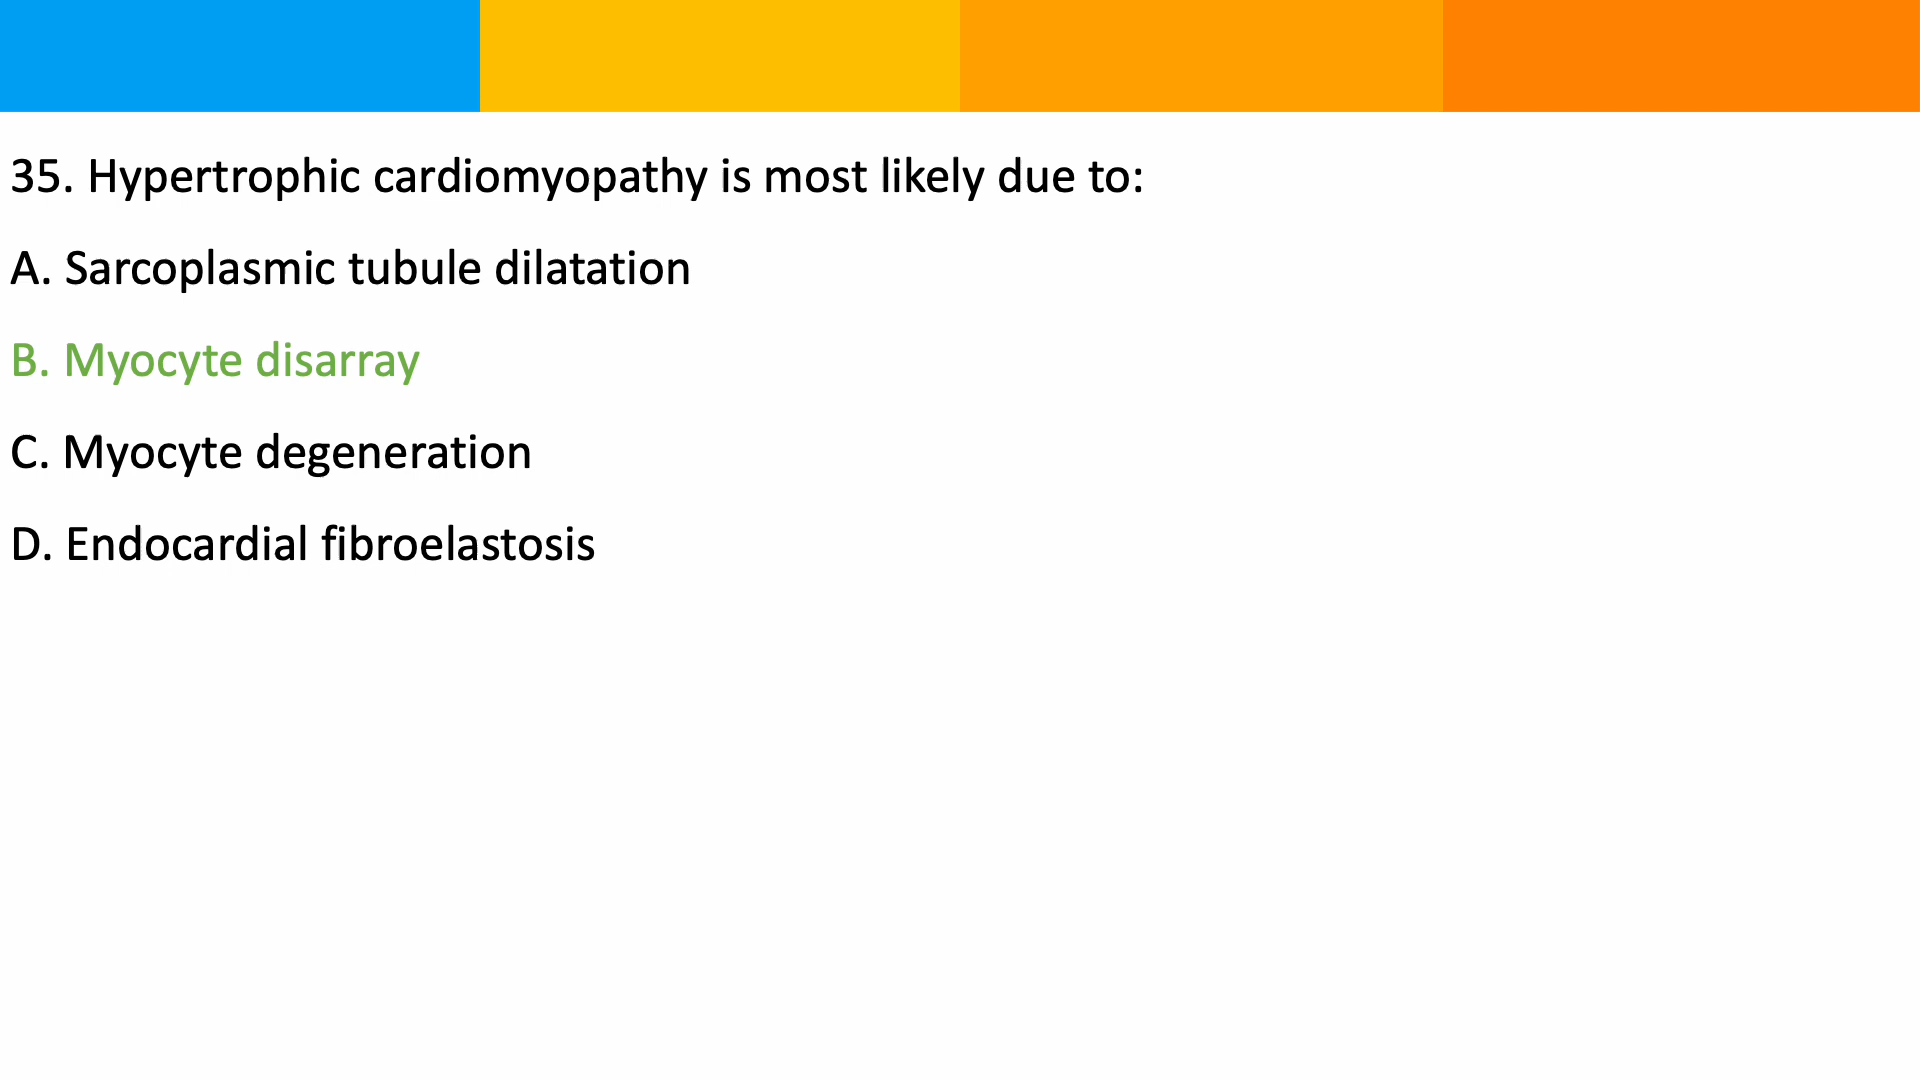 35. Hypertrophic cardiomyopathy is most likely due to:
A. Sarcoplasmic tubule dilatation
B. Myocyte disarray
C. Myocyte degeneration
D. Endocardial fibroelastosis